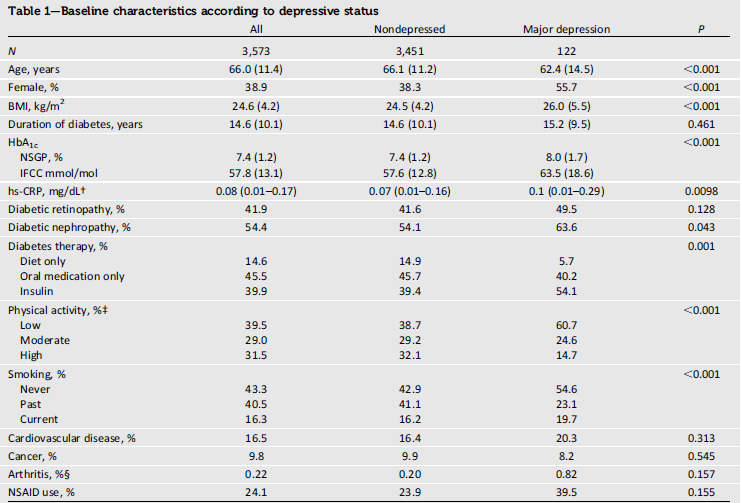 Table 1—Baseline characteristics according to depressive status
All Nondepressed Major depression P
N 3,573 3,451 122
Age, years 66.0 (11.4) 66.1 (11.2) 62.4 (14.5) <0.001
Female, % 38.9 38.3 55.7 <0.001
BMI, kg/m2 24.6 (4.2) 24.5 (4.2) 26.0 (5.5) <0.001
Duration of diabetes, years 14.6 (10.1) 14.6 (10.1) 15.2 (9.5) 0.461
HbA1c <0.001
NSGP, % 7.4 (1.2) 7.4 (1.2) 8.0 (1.7)
IFCC mmol/mol 57.8 (13.1) 57.6 (12.8) 63.5 (18.6)
hs-CRP, mg/dL† 0.08 (0.01–0.17) 0.07 (0.01–0.16) 0.1 (0.01–0.29) 0.0098
Diabetic retinopathy, % 41.9 41.6 49.5 0.128
Diabetic nephropathy, % 54.4 54.1 63.6 0.043
Diabetes therapy, % 0.001
Diet only 14.6 14.9 5.7
Oral medication only 45.5 45.7 40.2
Insulin 39.9 39.4 54.1
Physical activity, %‡ <0.001
Low 39.5 38.7 60.7
Moderate 29.0 29.2 24.6
High 31.5 32.1 14.7
Smoking, % <0.001
Never 43.3 42.9 54.6
Past 40.5 41.1 23.1
Current 16.3 16.2 19.7
Cardiovascular disease, % 16.5 16.4 20.3 0.313
Cancer, % 9.8 9.9 8.2 0.545
Arthritis, %§ 0.22 0.20 0.82 0.157
NSAID use, % 24.1 23.9 39.5 0.155